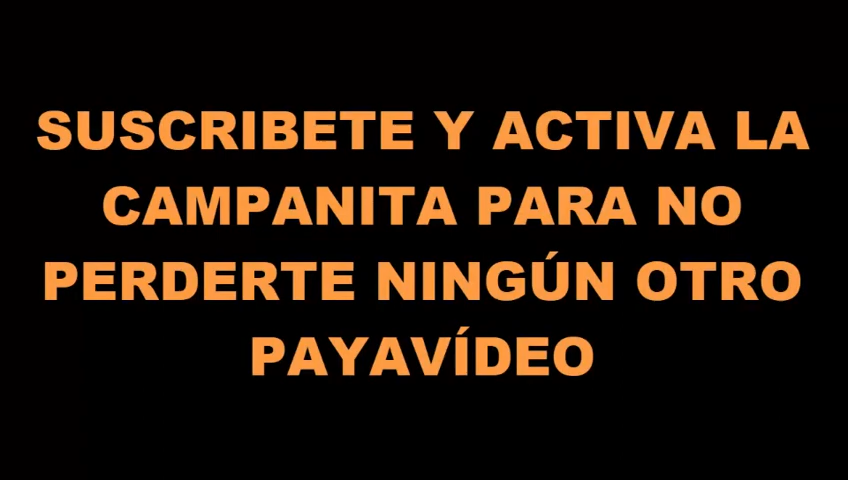 SUSCRIBETE Y ACTIVA LA
CAMPANITA PARA NO
PERDERTE NINGÚN OTRO
PAYAVÍDEO